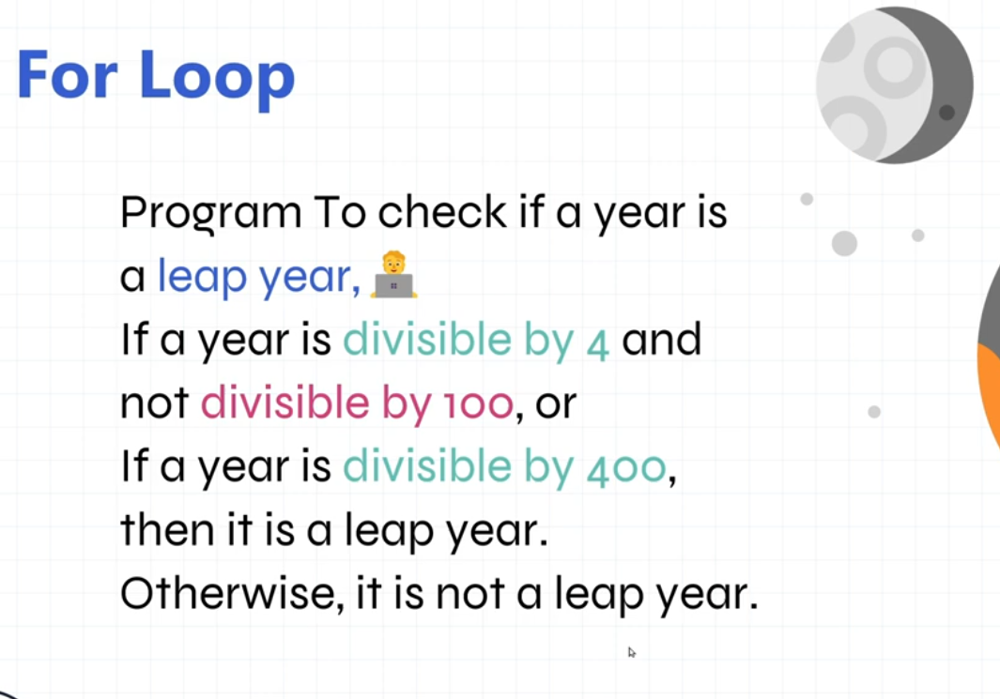 For Loop
Program To check if a year is
a leap year,
If a year is divisible by 4 and
not divisible by 100, or
If a year is divisible by 400,
then it is a leap year.
Otherwise, it is not a leap year.